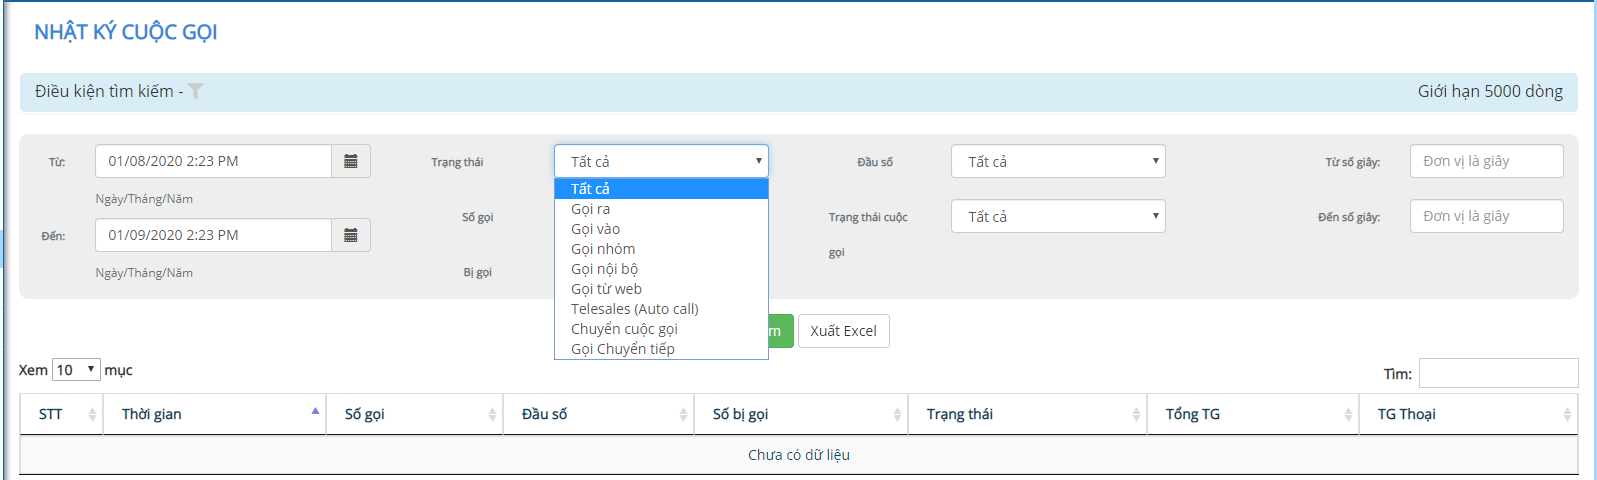 NHẬT KÝ CUỘC GỌI
Điều kiện tìm kiếm -
Giới hạn 5000 dòng
Từ: 01/08/2020 2:23 PM
Ngày/Tháng/Năm
Đến: 01/09/2020 2:23 PM
Ngày/Tháng/Năm
Trạng thái Tất cả
Tất cả
Gọi ra
Gọi vào
Gọi nhóm
Gọi nội bộ
Gọi từ web
Telesales (Auto call)
Chuyển cuộc gọi
Gọi Chuyển tiếp
Số gọi
Bị gọi
Đầu số Tất cả
Trạng thái cuộc
gọi
Tất cả
Từ số giây: Đơn vị là giây
Đến số giây: Đơn vị là giây
Xuất Excel
Xem 10 mục
Tìm:
STT Thời gian Số gọi Đầu số Số bị gọi Trạng thái Tổng TG TG Thoại
Chưa có dữ liệu